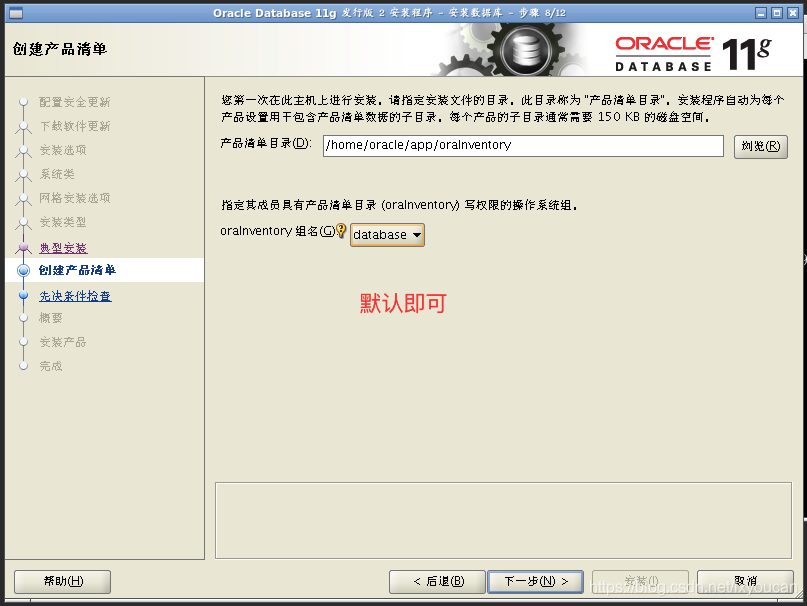 Oracle Database 11g 发行版 2 安装程序 - 安装数据库 - 步骤 8/12
创建产品清单
ORACLE DATABASE 11g
配置安全更新
下载软件更新
安装选项
系统类
网格安装选项
安装类型
典型安装
创建产品清单
先决条件检查
概要
安装产品
完成
您第一次在此主机上进行安装。请指定安装文件的目录。此目录称为"产品清单目录"。安装程序自动为每个
产品设置用于包含产品清单数据的子目录。每个产品的子目录通常需要 150 KB 的磁盘空间。
产品清单目录(D): /home/oracle/app/oraInventory 浏览(R)
指定其成员具有产品清单目录 (oraInventory) 写权限的操作系统组。
oraInventory 组名(G) database
默认即可
帮助(H) < 后退(B) 下一步(N) > 安装(I) 取消
https://blog.csdn.net/lxyoucan